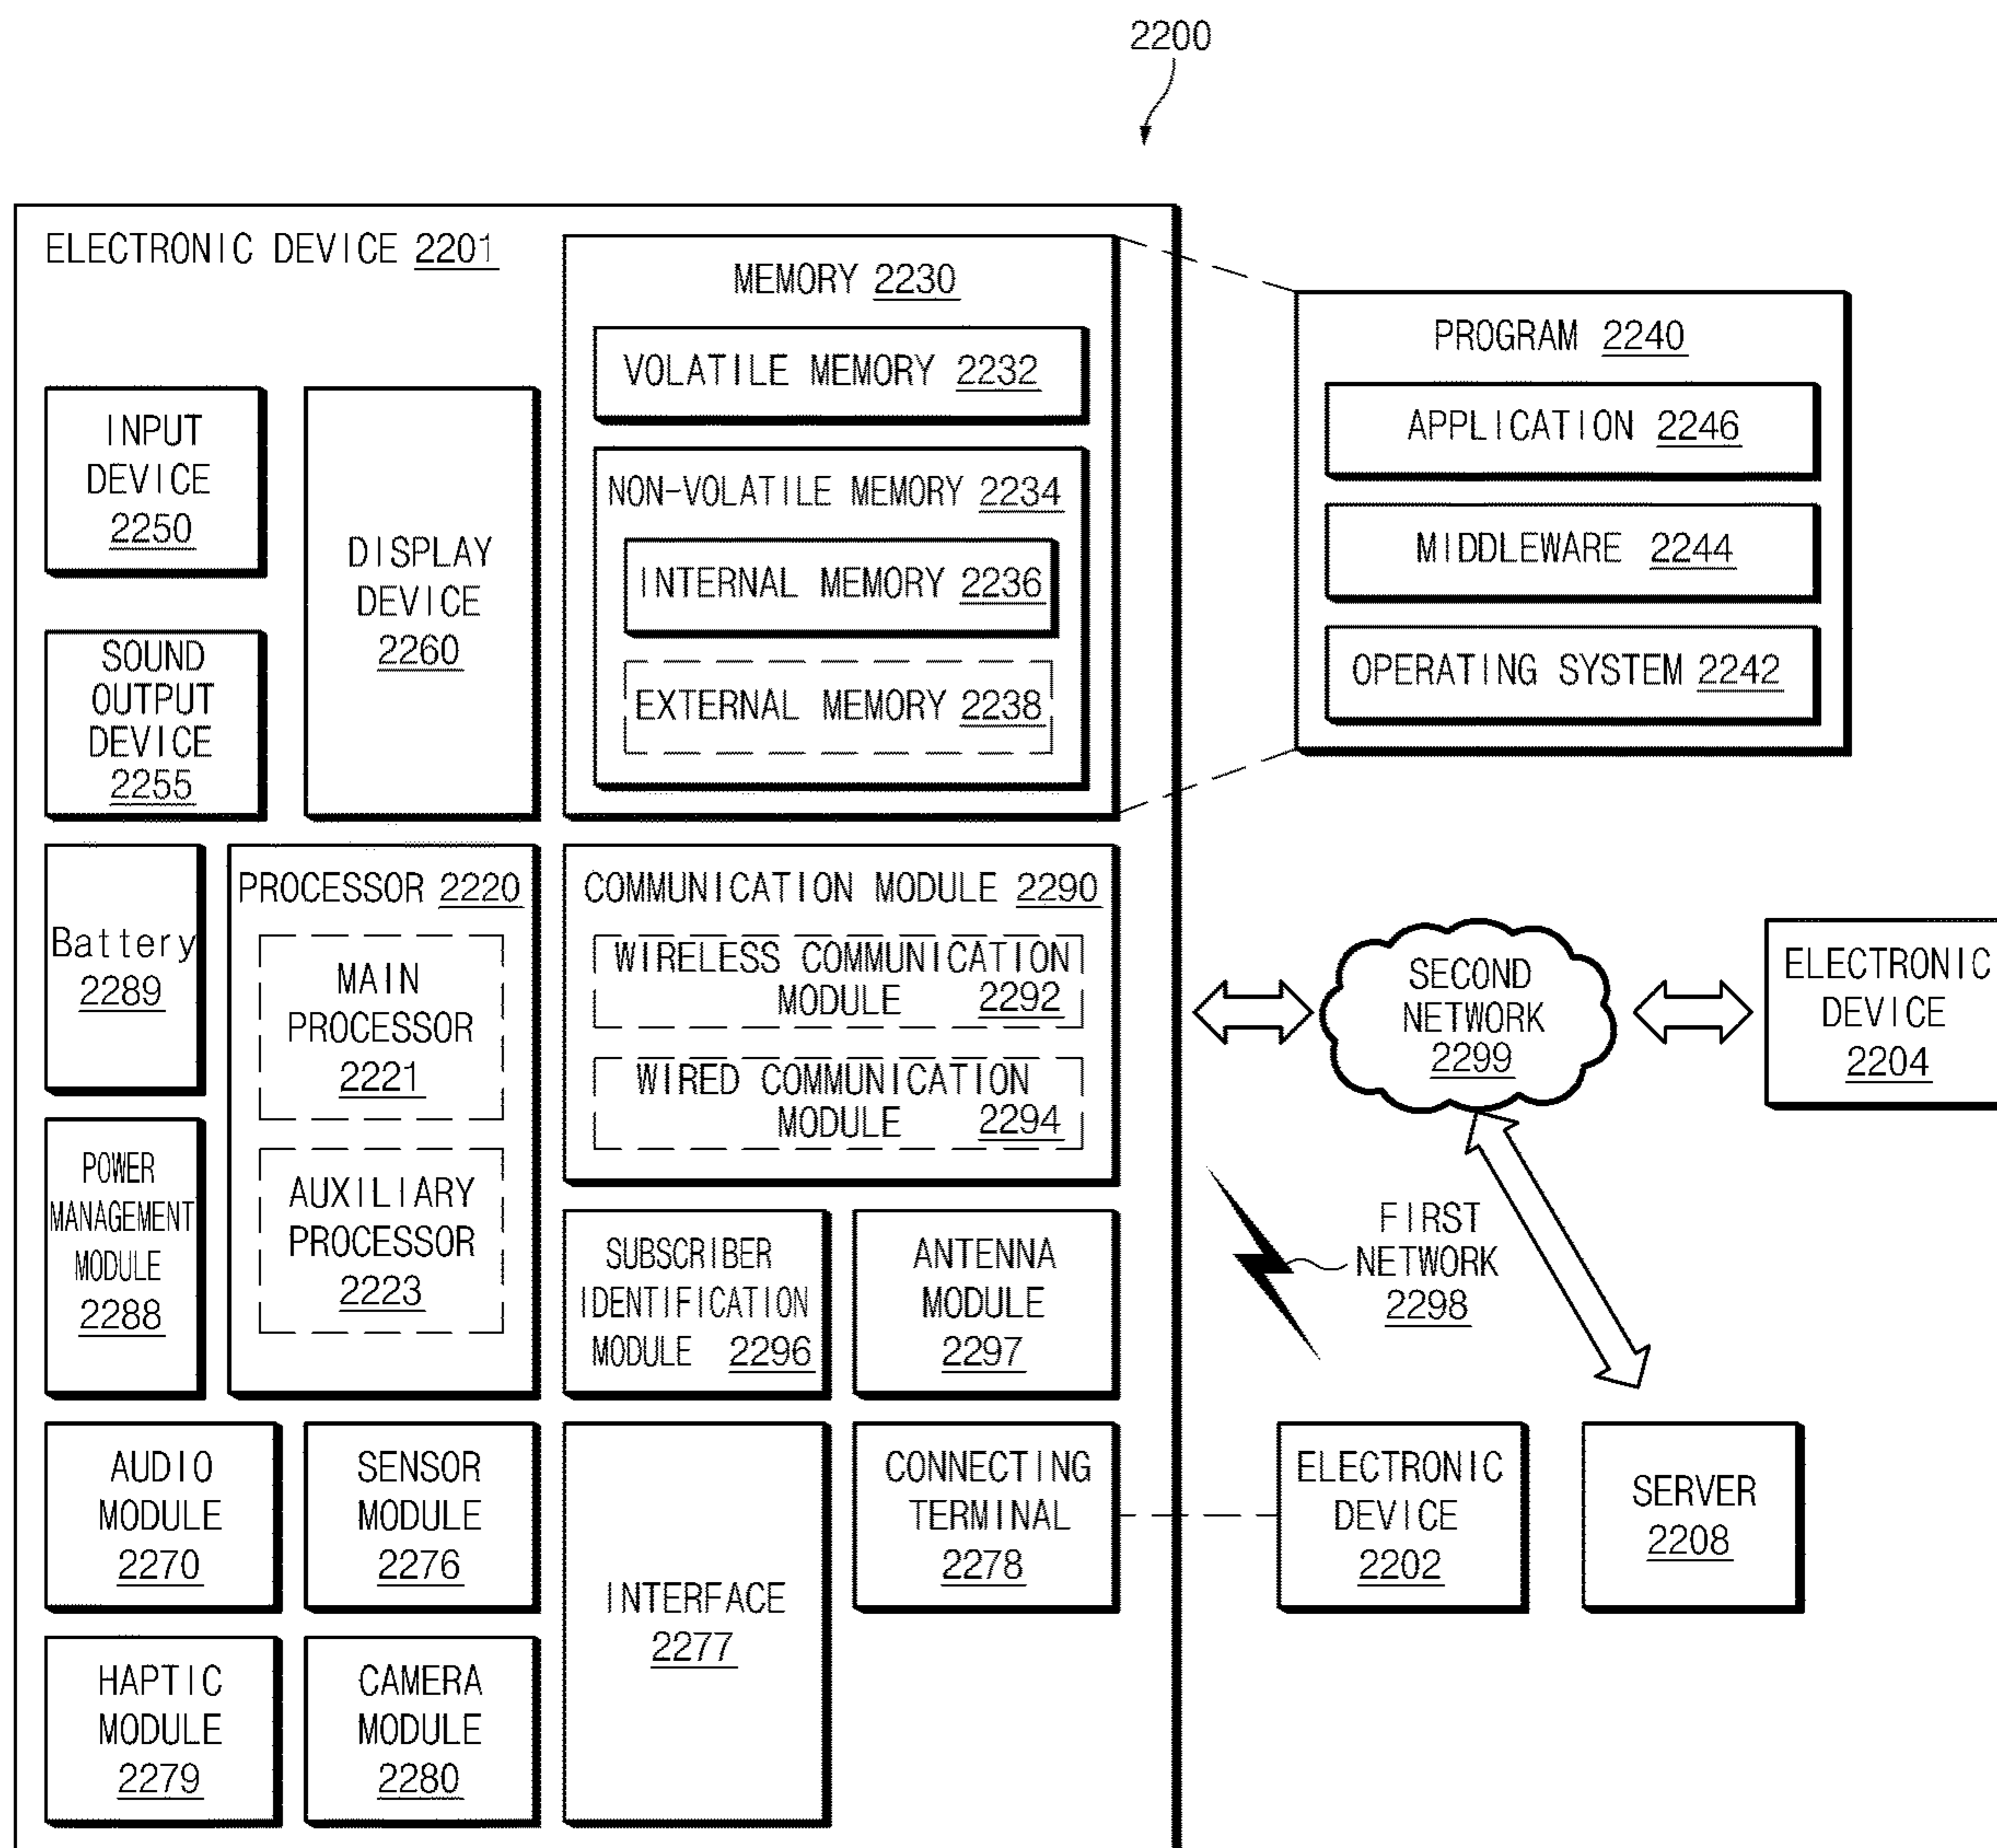 2200
ELECTRONIC DEVICE 2201
MEMORY 2230
VOLATILE MEMORY 2232
NON-VOLATILE MEMORY 2234
INTERNAL MEMORY 2236
EXTERNAL MEMORY 2238
PROGRAM 2240
APPLICATION 2246
MIDDLEWARE 2244
OPERATING SYSTEM 2242
INPUT
DEVICE
2250
SOUND
OUTPUT
DEVICE
2255
DISPLAY
DEVICE
2260
Battery
2289
POWER
MANAGEMENT
MODULE
2288
PROCESSOR 2220
MAIN
PROCESSOR
2221
AUXILIARY
PROCESSOR
2223
COMMUNICATION MODULE 2290
WIRELESS COMMUNICATION
MODULE 2292
WIRED COMMUNICATION
MODULE 2294
SUBSCRIBER
IDENTIFICATION
MODULE 2296
ANTENNA
MODULE
2297
SECOND
NETWORK
2299
ELECTRONIC
DEVICE
2204
FIRST
NETWORK
2298
AUDIO
MODULE
2270
SENSOR
MODULE
2276
INTERFACE
2277
CONNECTING
TERMINAL
2278
ELECTRONIC
DEVICE
2202
SERVER
2208
HAPTIC
MODULE
2279
CAMERA
MODULE
2280